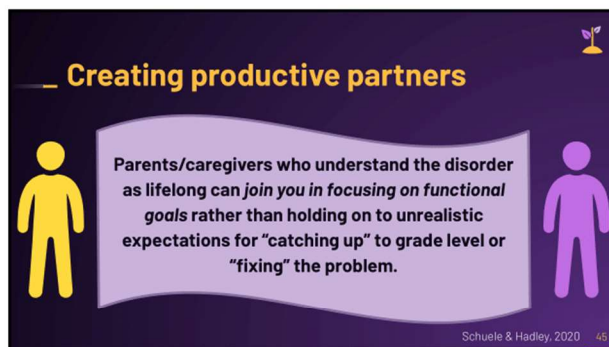 Creating productive partners
Parents/caregivers who understand the disorder
as lifelong can join you in focusing on functional
goals rather than holding on to unrealistic
expectations for “catching up” to grade level or
“fixing” the problem.
Schuele & Hadley, 2020 45